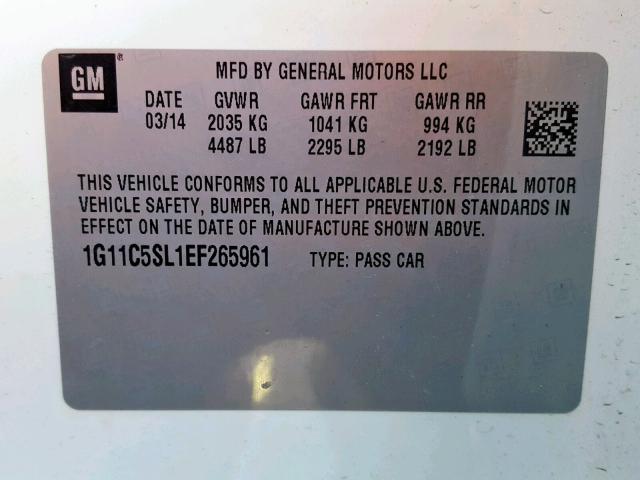 GM ®
MFD BY GENERAL MOTORS LLC
DATE GVWR GAWR FRT GAWR RR
03/14 2035 KG 1041 KG 994 KG
4487 LB 2295 LB 2192 LB
THIS VEHICLE CONFORMS TO ALL APPLICABLE U.S. FEDERAL MOTOR
VEHICLE SAFETY, BUMPER, AND THEFT PREVENTION STANDARDS IN
EFFECT ON THE DATE OF MANUFACTURE SHOWN ABOVE.
1G11C5SL1EF265961 TYPE: PASS CAR